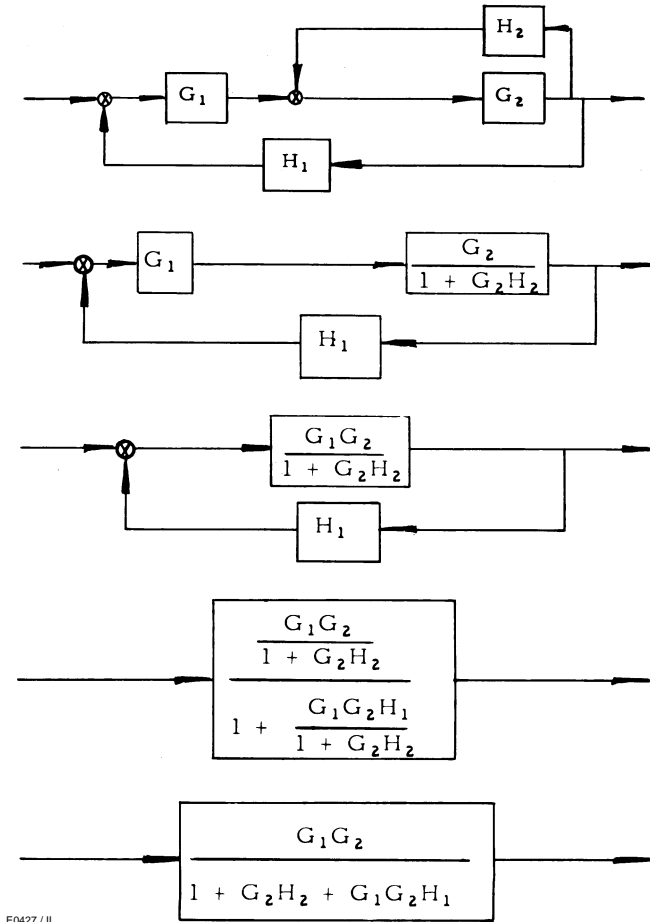 H₂
G₁
G₂
H₁
G₁
G₂
1 + G₂H₂
H₁
G₁G₂
1 + G₂H₂
H₁
G₁G₂
1 + G₂H₂
1 + G₁G₂H₁
1 + G₂H₂
G₁G₂
1 + G₂H₂ + G₁G₂H₁
F0427 / II